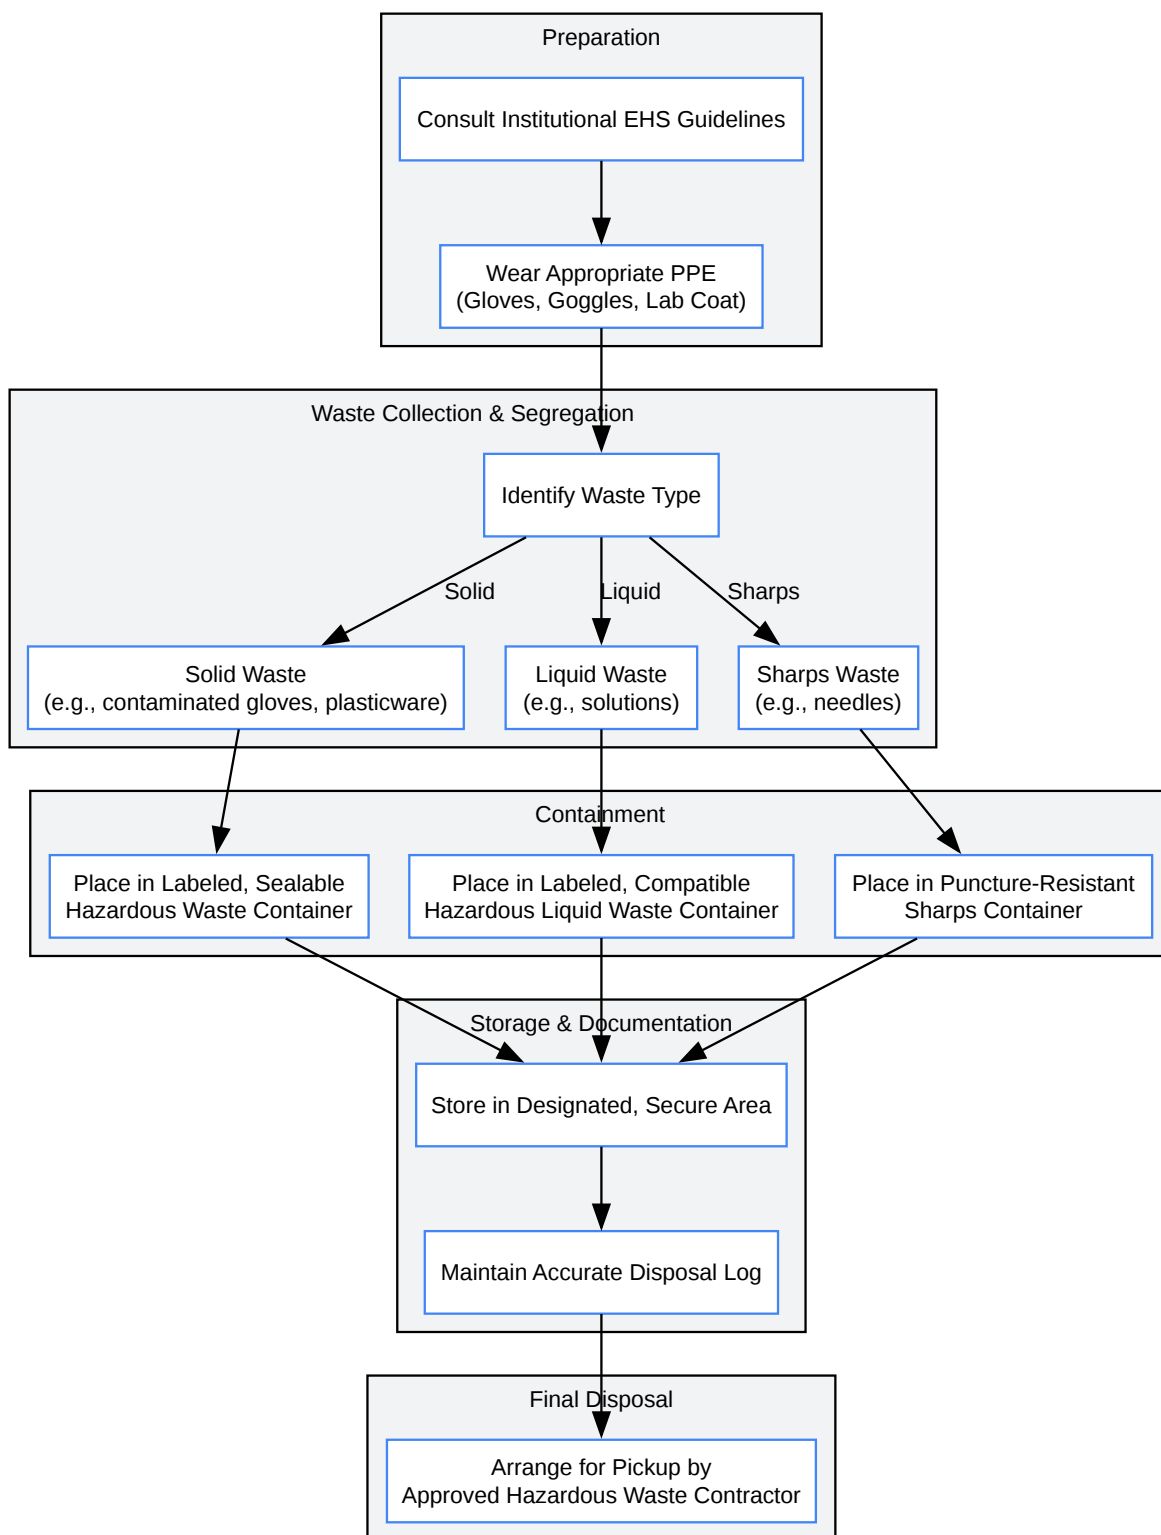 Preparation
Consult Institutional EHS Guidelines
Wear Appropriate PPE
(Gloves, Goggles, Lab Coat)
Waste Collection & Segregation
Identify Waste Type
Solid
Liquid
Sharps
Solid Waste
(e.g., contaminated gloves, plasticware)
Liquid Waste
(e.g., solutions)
Sharps Waste
(e.g., needles)
Containment
Place in Labeled, Sealable
Hazardous Waste Container
Place in Labeled, Compatible
Hazardous Liquid Waste Container
Place in Puncture-Resistant
Sharps Container
Storage & Documentation
Store in Designated, Secure Area
Maintain Accurate Disposal Log
Final Disposal
Arrange for Pickup by
Approved Hazardous Waste Contractor